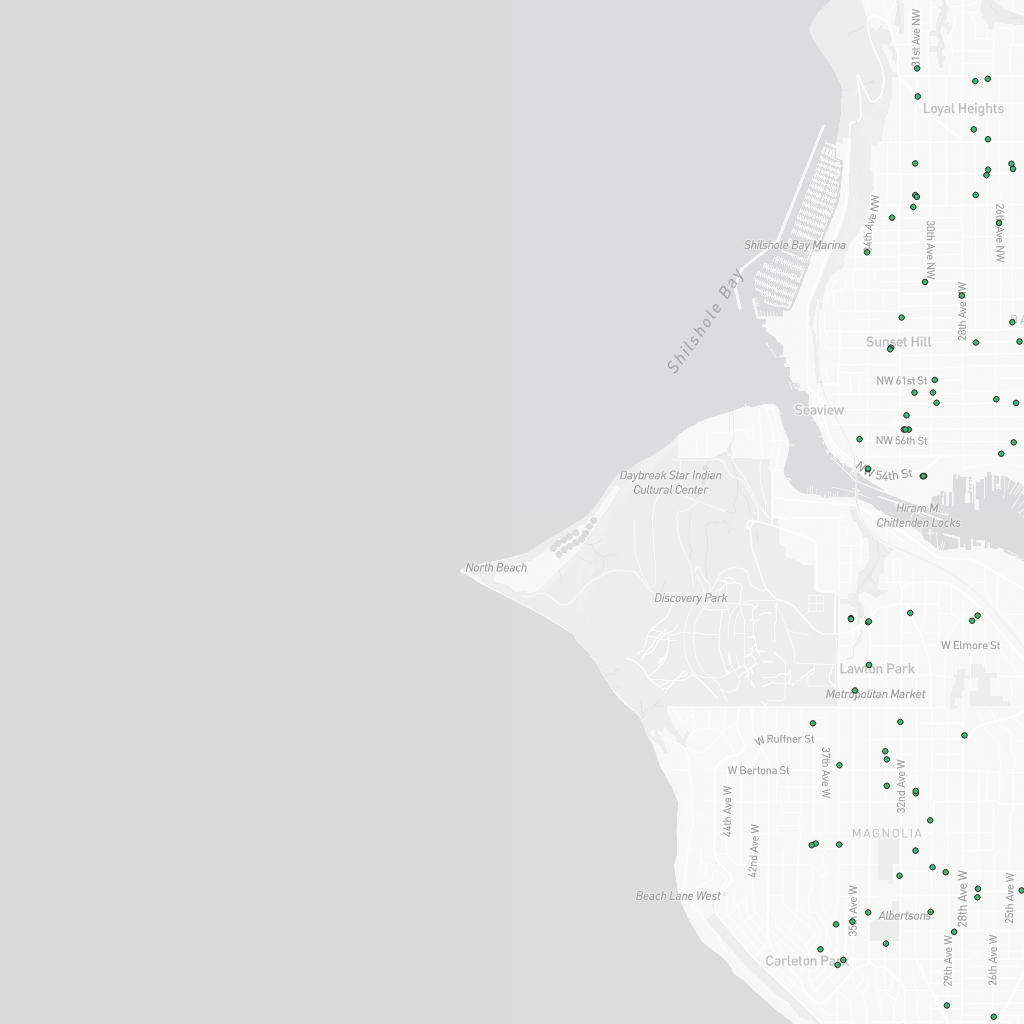 31st Ave NW
Loyal Heights
34th Ave NW
30th Ave NW
26th Ave NW
Shilshole Bay Marina
Shilshole Bay
28th Ave NW
BA
Sunset Hill
NW 61st St
Seaview
NW 56th St
NW 54th St
Daybreak Star Indian
Cultural Center
Hiram M.
Chittenden Locks
North Beach
Discovery Park
W Elmore St
Lawton Park
Metropolitan Market
W Ruffner St
W Bertona St
37th Ave W
32nd Ave W
44th Ave W
42nd Ave W
MAGNOLIA
Beach Lane West
35th Ave W
Albertsons
28th Ave W
25th Ave W
Carleton Park
29th Ave W
26th Ave W